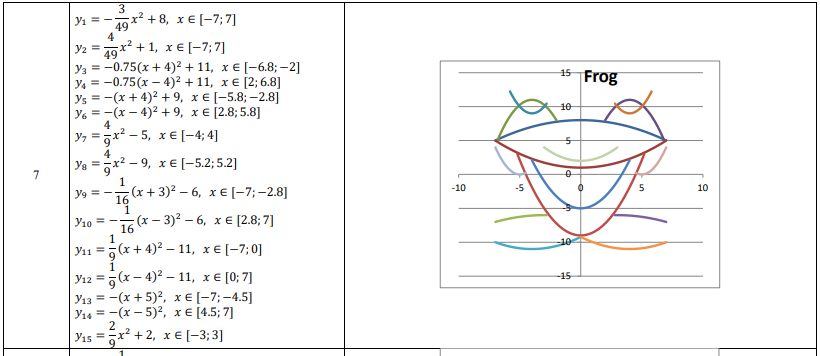 7
y₁ = −3/49x² + 8, x ∈ [−7; 7]
y₂ = 4/49x² + 1, x ∈ [−7; 7]
y₃ = −0.75(x + 4)² + 11, x ∈ [−6.8; −2]
y₄ = −0.75(x − 4)² + 11, x ∈ [2; 6.8]
y₅ = −(x + 4)² + 9, x ∈ [−5.8; −2.8]
y₆ = −(x − 4)² + 9, x ∈ [2.8; 5.8]
y₇ = 4/9x² − 5, x ∈ [−4; 4]
y₈ = 4/9x² − 9, x ∈ [−5.2; 5.2]
y₉ = −1/16(x + 3)² − 6, x ∈ [−7; −2.8]
y₁₀ = −1/16(x − 3)² − 6, x ∈ [2.8; 7]
y₁₁ = 1/9(x + 4)² − 11, x ∈ [−7; 0]
y₁₂ = 1/9(x − 4)² − 11, x ∈ [0; 7]
y₁₃ = −(x + 5)², x ∈ [−7; −4.5]
y₁₄ = −(x − 5)², x ∈ [4.5; 7]
y₁₅ = 2/9x² + 2, x ∈ [−3; 3]
Frog
15
10
5
0
-5
-10
-15
-10 -5 0 5 10